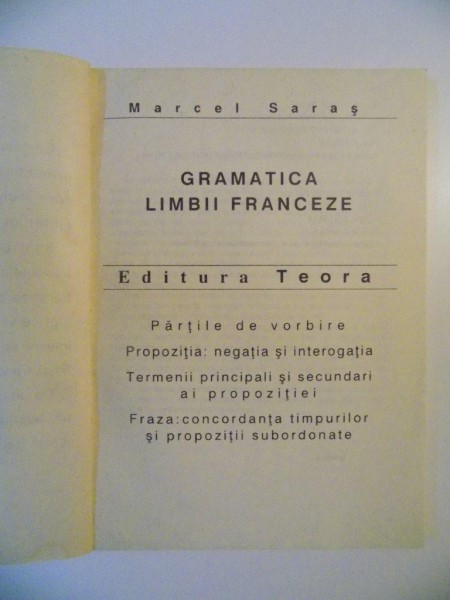 Marcel Saraş
GRAMATICA
LIMBII FRANCEZE
Editura Teora
Părţile de vorbire
Propoziţia: negaţia şi interogaţia
Termenii principali şi secundari
ai propoziţiei
Fraza:concordanţa timpurilor
şi propoziţii subordonate